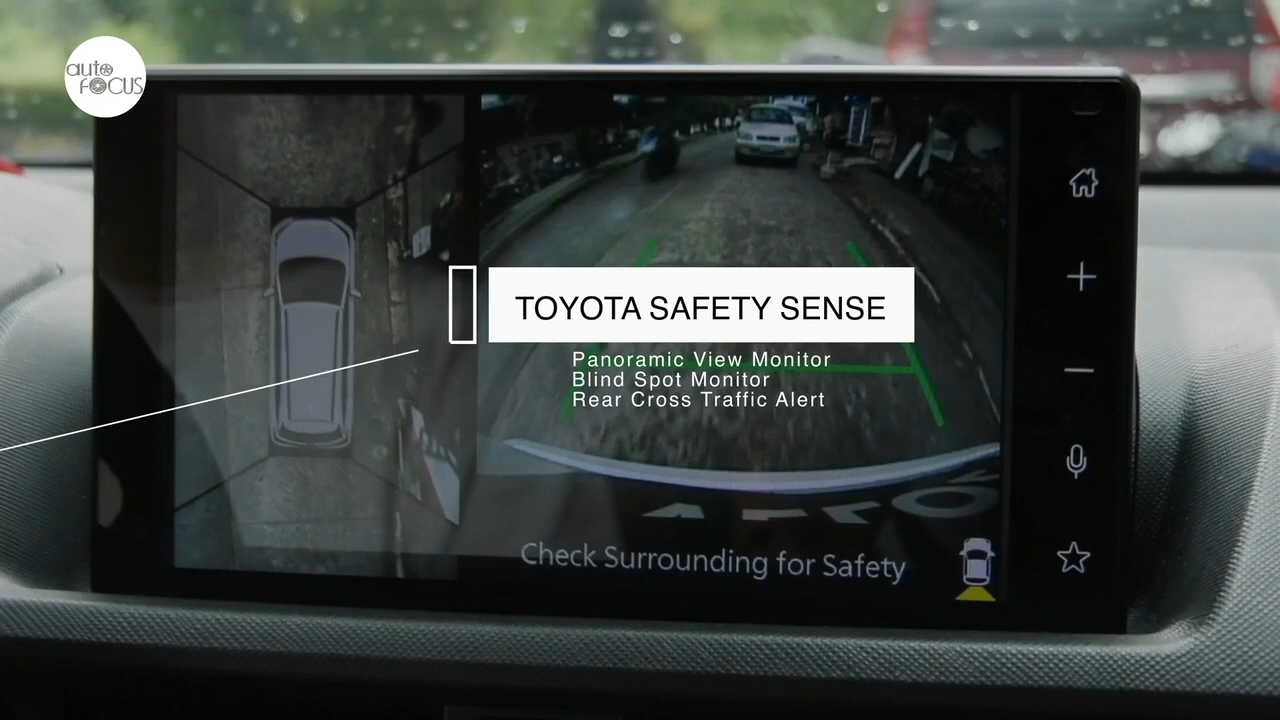 auto
FOCUS
TOYOTA SAFETY SENSE
Panoramic View Monitor
Blind Spot Monitor
Rear Cross Traffic Alert
Check Surrounding for Safety